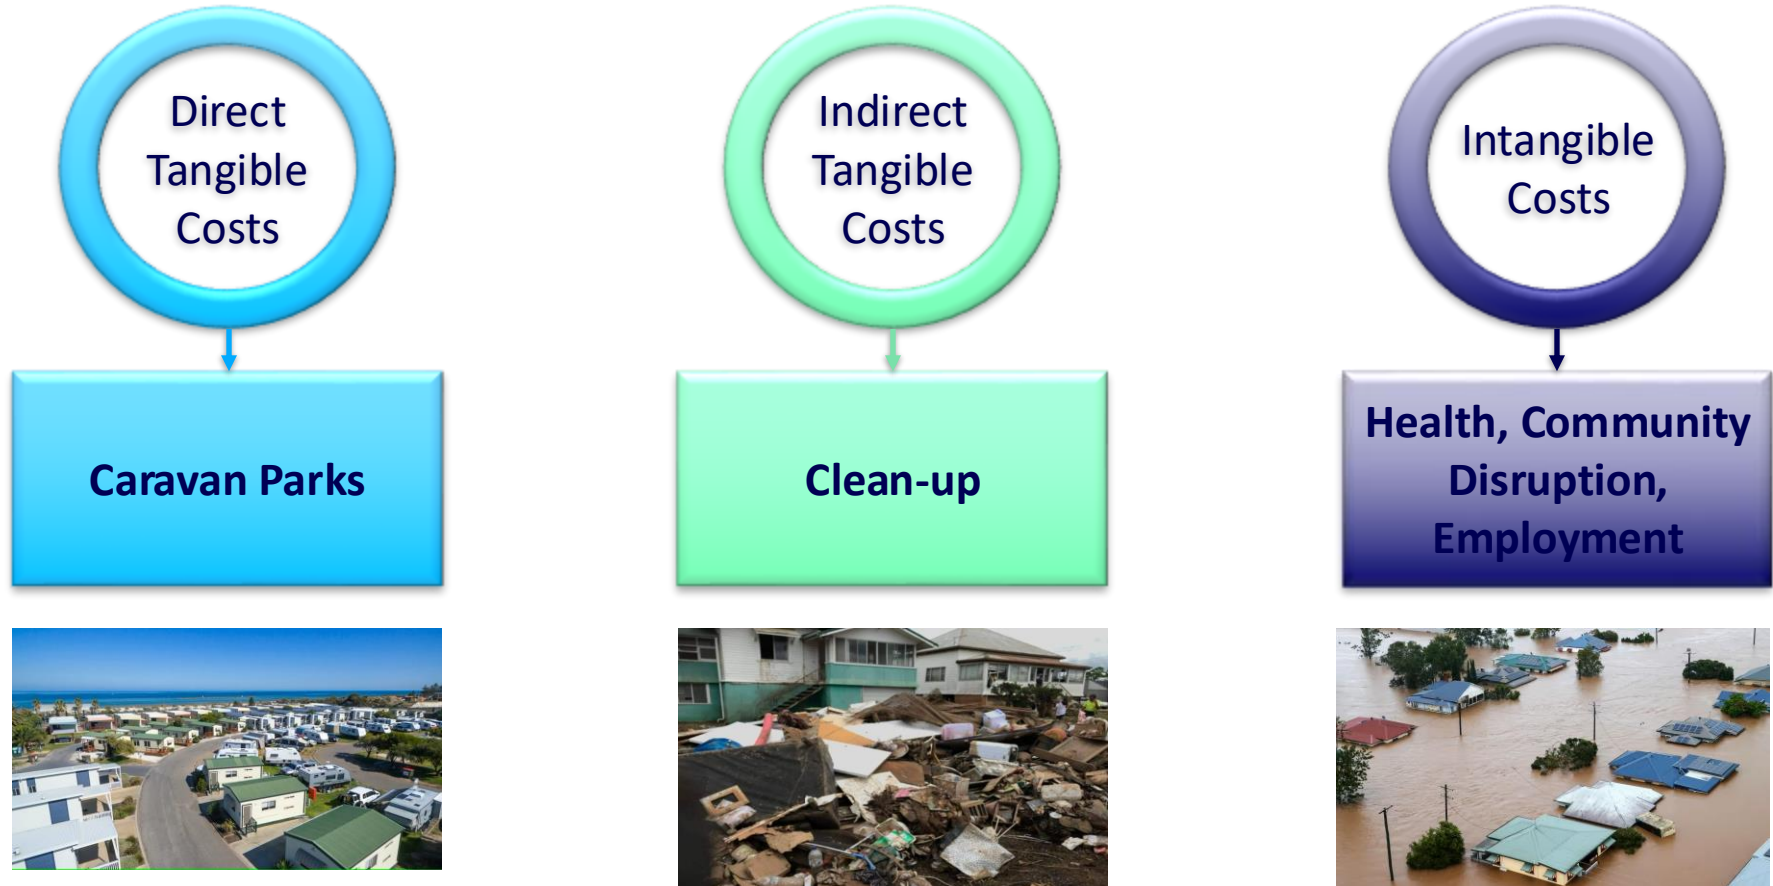 Direct
Tangible
Costs
Indirect
Tangible
Costs
Intangible
Costs
Caravan Parks
Clean-up
Health, Community
Disruption,
Employment